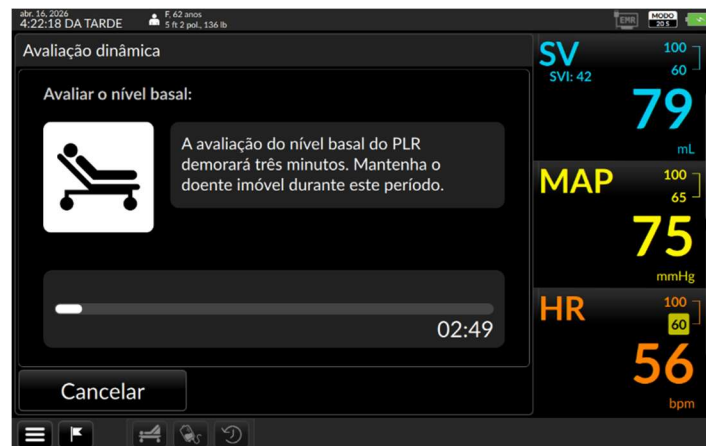 abr. 16, 2026
4:22:18 DA TARDE
F, 62 anos
5 ft 2 pol., 136 lb
EMR
MODO
20 S
Avaliação dinâmica
Avaliar o nível basal:
A avaliação do nível basal do PLR
demorará três minutos. Mantenha o
doente imóvel durante este período.
02:49
Cancelar
SV
SVI: 42
100
60
79
mL
MAP
100
65
75
mmHg
HR
100
60
56
bpm